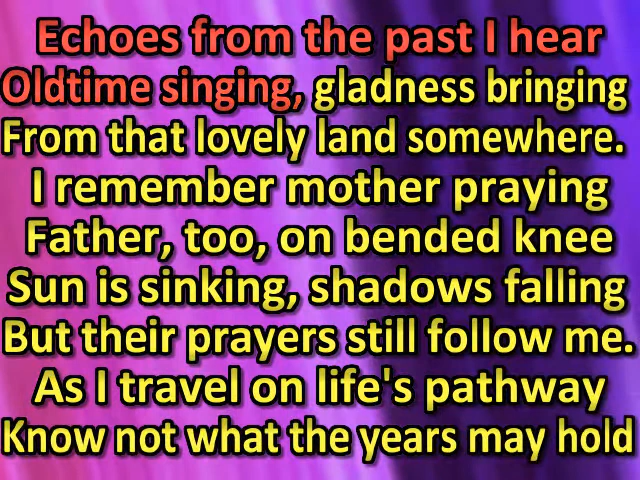 Echoes from the past I hear
Oldtime singing, gladness bringing
From that lovely land somewhere.
I remember mother praying
Father, too, on bended knee
Sun is sinking, shadows falling
But their prayers still follow me.
As I travel on life's pathway
Know not what the years may hold